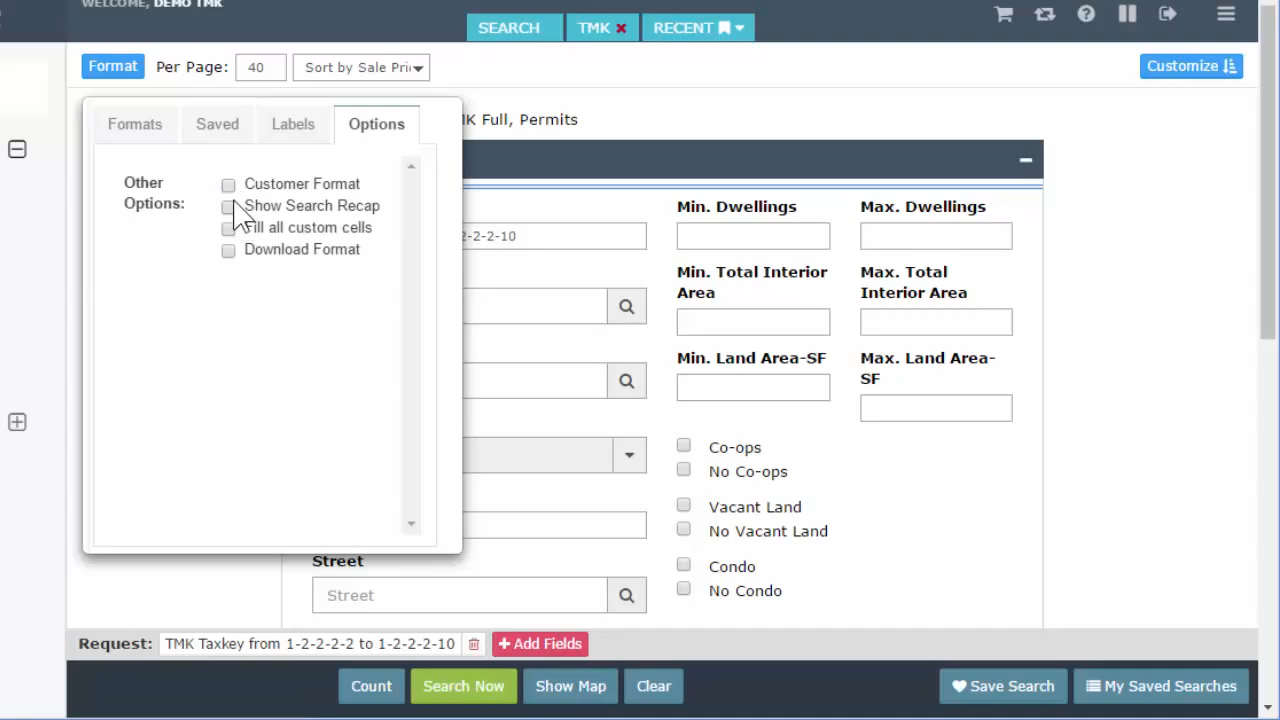 WELCOME, DEMO TMK
SEARCH
TMK
RECENT
Format
Per Page:
40
Sort by Sale Pri
Customize
Formats
Saved
Labels
Options
Full, Permits
Other Options:
Customer Format
Show Search Recap
Fill all custom cells
Download Format
2-2-2-10
Min. Dwellings
Max. Dwellings
Min. Total Interior
Area
Max. Total
Interior Area
Min. Land Area-SF
Max. Land Area-
SF
Co-ops
No Co-ops
Vacant Land
No Vacant Land
Condo
No Condo
Street
Street
Request:
TMK Taxkey from 1-2-2-2-2 to 1-2-2-2-10
Add Fields
Count
Search Now
Show Map
Clear
Save Search
My Saved Searches